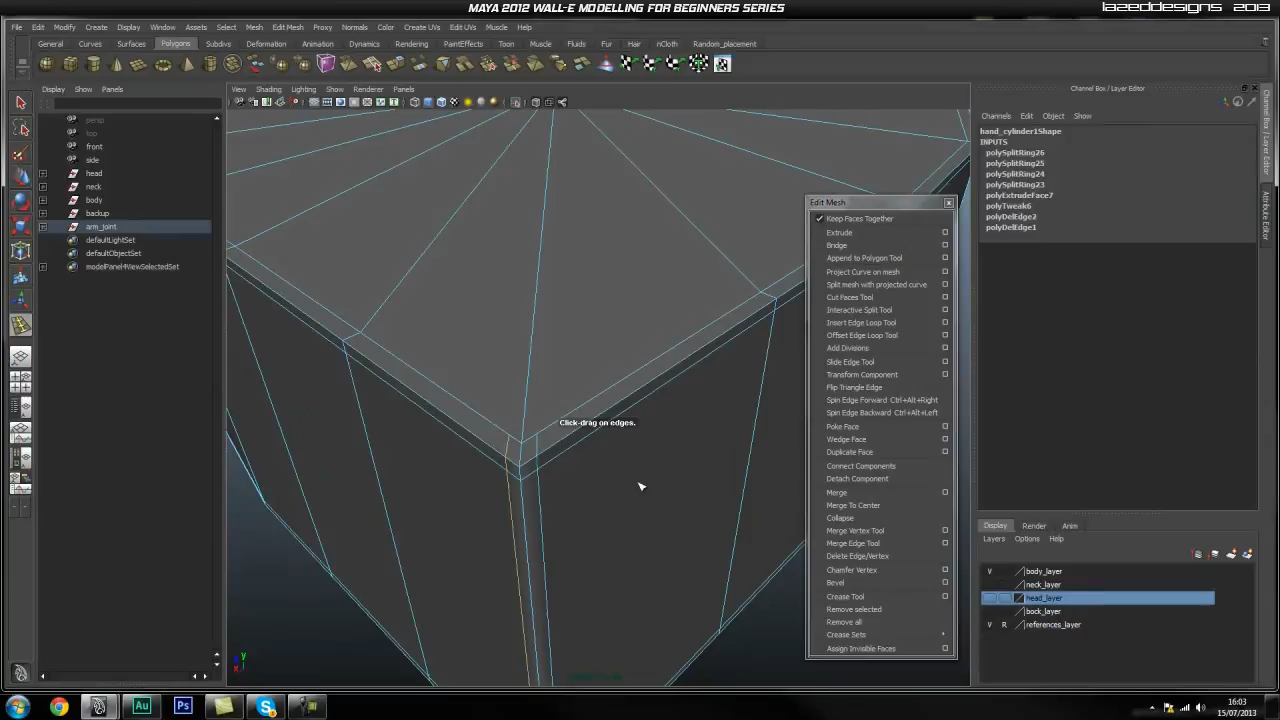 MAYA 2012 WALL-E MODELLING FOR BEGINNERS SERIES
LAZEDDESIGNS 2013
File Edit Modify Create Display Window Assets Select Mesh Edit Mesh Proxy Normals Color Create UVs Edit UVs Muscle Help
General Curves Surfaces Polygons Subdivs Deformation Animation Dynamics Rendering PaintEffects Toon Muscle Fluids Fur Hair nCloth Random_placement
Display Show Panels
View Shading Lighting Show Renderer Panels
Channel Box / Layer Editor
Channels Edit Object Show
persp
top
front
side
head
neck
body
backup
arm_joint
defaultLightSet
defaultObjectSet
modelPanel4ViewSelectedSet
Click-drag on edges.
Edit Mesh
Keep Faces Together
Extrude
Bridge
Append to Polygon Tool
Project Curve on mesh
Split mesh with projected curve
Cut Faces Tool
Interactive Split Tool
Insert Edge Loop Tool
Offset Edge Loop Tool
Add Divisions
Slide Edge Tool
Transform Component
Flip Triangle Edge
Spin Edge Forward Ctrl+Alt+Right
Spin Edge Backward Ctrl+Alt+Left
Poke Face
Wedge Face
Duplicate Face
Connect Components
Detach Component
Merge
Merge To Center
Collapse
Merge Vertex Tool
Merge Edge Tool
Delete Edge/Vertex
Chamfer Vertex
Bevel
Crease Tool
Remove selected
Remove all
Crease Sets
Assign Invisible Faces
hand_cylinder1Shape
INPUTS
polySplitRing26
polySplitRing25
polySplitRing24
polySplitRing23
polyExtrudeFace7
polyTweak6
polyDelEdge2
polyDelEdge1
Channel Box / Layer Editor
Attribute Editor
Display Render Anim
Layers Options Help
V body_layer
neck_layer
head_layer
bock_layer
V R references_layer
y
x
Au
Ps
16:03
15/07/2013